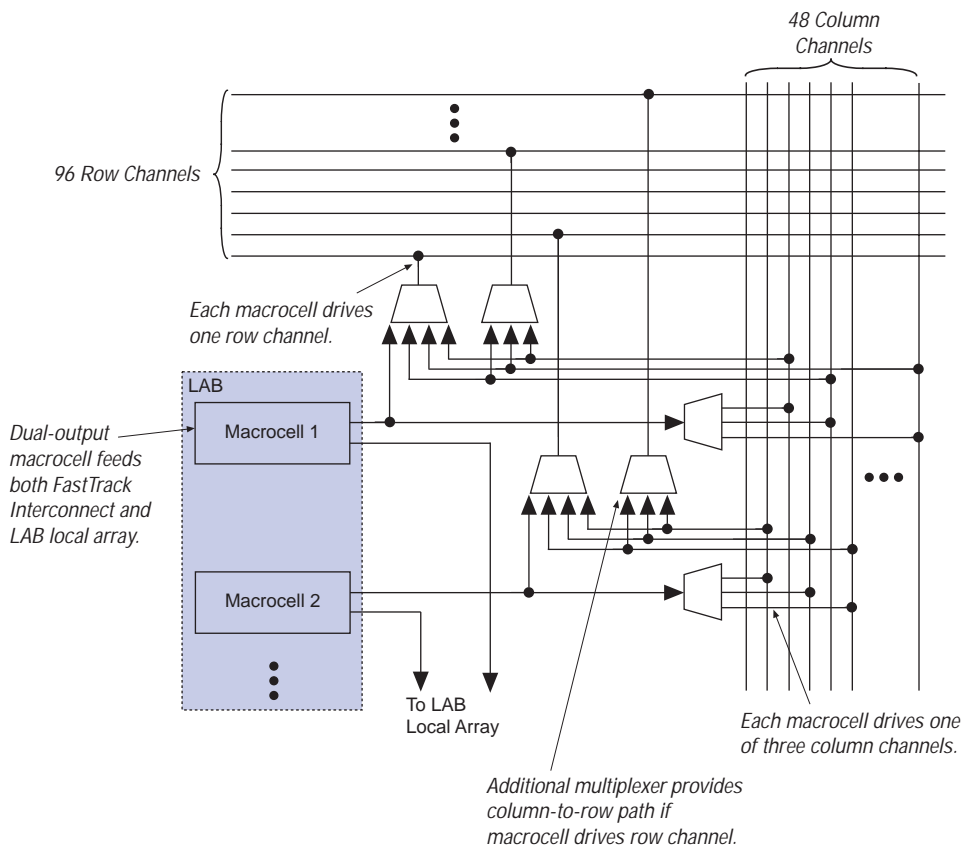 48 Column
Channels
96 Row Channels
Each macrocell drives
one row channel.
LAB
Macrocell 1
Dual-output
macrocell feeds
both FastTrack
Interconnect and
LAB local array.
Macrocell 2
To LAB
Local Array
Each macrocell drives one
of three column channels.
Additional multiplexer provides
column-to-row path if
macrocell drives row channel.